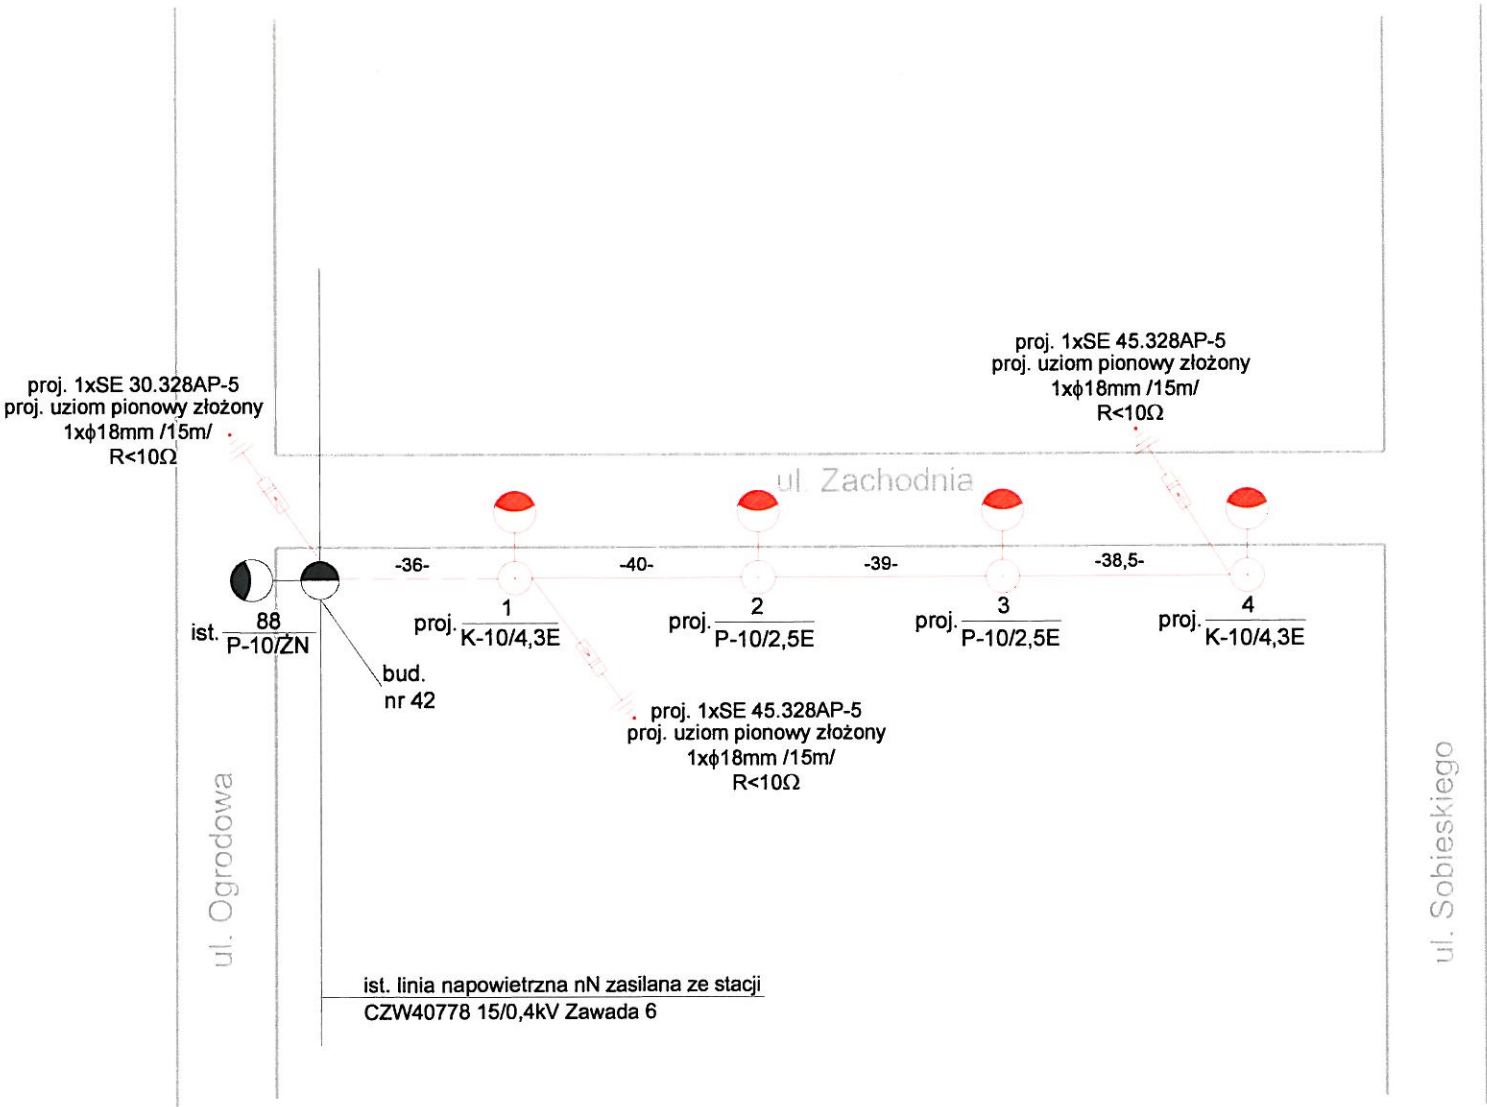 proj. 1xSE 45.328AP-5
proj. uziom pionowy złożony
1xϕ18mm /15m/
R<10Ω
proj. 1xSE 30.328AP-5
proj. uziom pionowy złożony
1xϕ18mm /15m/
R<10Ω
ul. Zachodnia
-36-
-40-
-39-
-38,5-
ist. 88
P-10/ŻN
proj. 1
K-10/4,3E
proj. 2
P-10/2,5E
proj. 3
P-10/2,5E
proj. 4
K-10/4,3E
bud.
nr 42
proj. 1xSE 45.328AP-5
proj. uziom pionowy złożony
1xϕ18mm /15m/
R<10Ω
ul. Ogrodowa
ul. Sobieskiego
ist. linia napowietrzna nN zasilana ze stacji
CZW40778 15/0,4kV Zawada 6